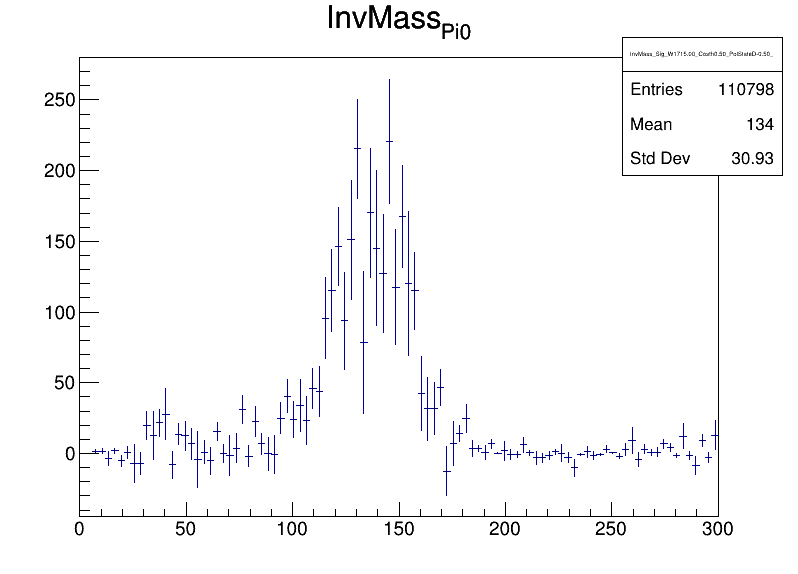 InvMass_Pi0
InvMass_Sig_W1715.00_Costh0.50_PolStateD-0.50_
Entries 110798
Mean 134
Std Dev 30.93
250
200
150
100
50
0
0 50 100 150 200 250 300